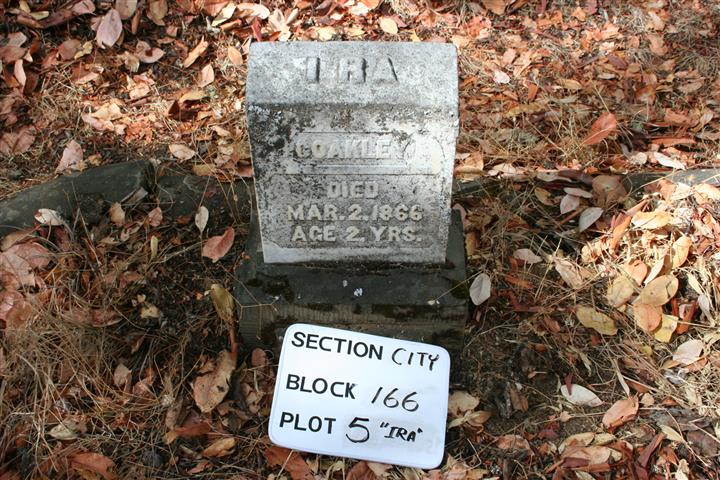 IRA
COAKLEY
DIED
MAR. 2. 1866
AGE 2. YRS.
SECTION CITY
BLOCK 166
PLOT 5 "IRA"